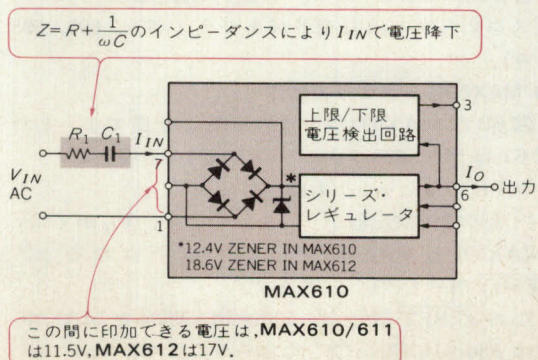 Z=R+1/ωCのインピーダンスによりIINで電圧降下
R1 C1 IIN
VIN
AC
7
1
上限/下限
電圧検出回路
3
*
シリーズ・
レギュレータ
IO
6
出力
*12.4V ZENER IN MAX610
18.6V ZENER IN MAX612
MAX610
この間に印加できる電圧は,MAX610/611
は11.5V,MAX612は17V.